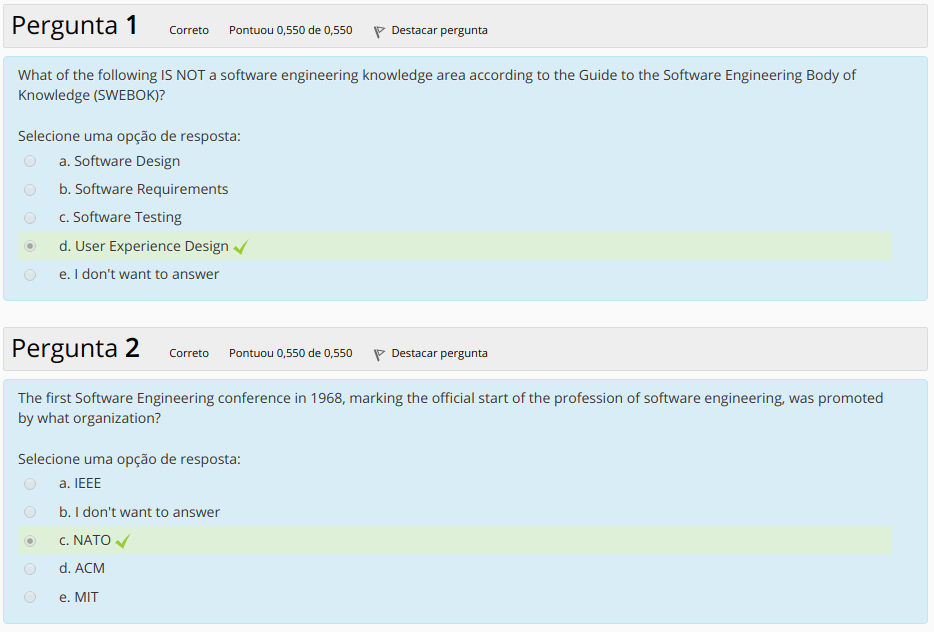 Pergunta 1 Correto Pontuou 0,550 de 0,550 Destacar pergunta
What of the following IS NOT a software engineering knowledge area according to the Guide to the Software Engineering Body of
Knowledge (SWEBOK)?
Selecione uma opção de resposta:
a. Software Design
b. Software Requirements
c. Software Testing
d. User Experience Design
e. I don't want to answer
Pergunta 2 Correto Pontuou 0,550 de 0,550 Destacar pergunta
The first Software Engineering conference in 1968, marking the official start of the profession of software engineering, was promoted
by what organization?
Selecione uma opção de resposta:
a. IEEE
b. I don't want to answer
c. NATO
d. ACM
e. MIT